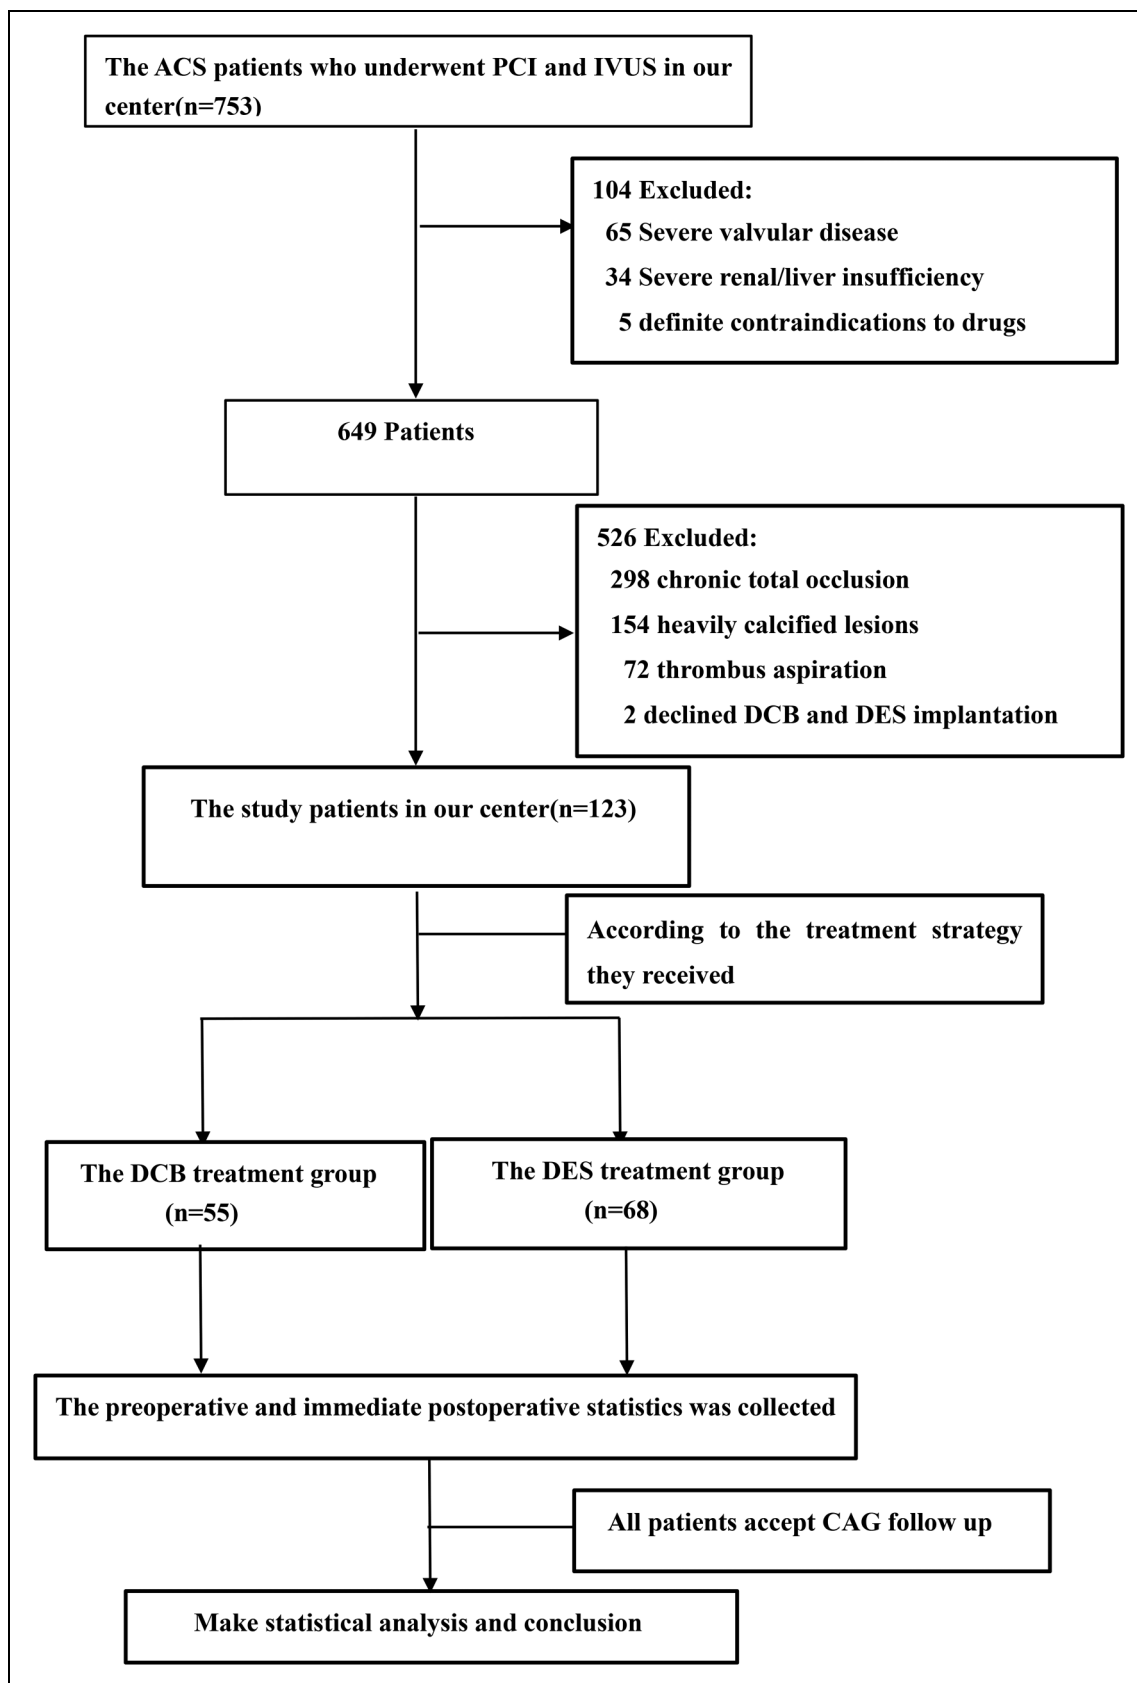 The ACS patients who underwent PCI and IVUS in our
center(n=753)
104 Excluded:
65 Severe valvular disease
34 Severe renal/liver insufficiency
5 definite contraindications to drugs
649 Patients
526 Excluded:
298 chronic total occlusion
154 heavily calcified lesions
72 thrombus aspiration
2 declined DCB and DES implantation
The study patients in our center(n=123)
According to the treatment strategy
they received
The DCB treatment group
(n=55)
The DES treatment group
(n=68)
The preoperative and immediate postoperative statistics was collected
All patients accept CAG follow up
Make statistical analysis and conclusion